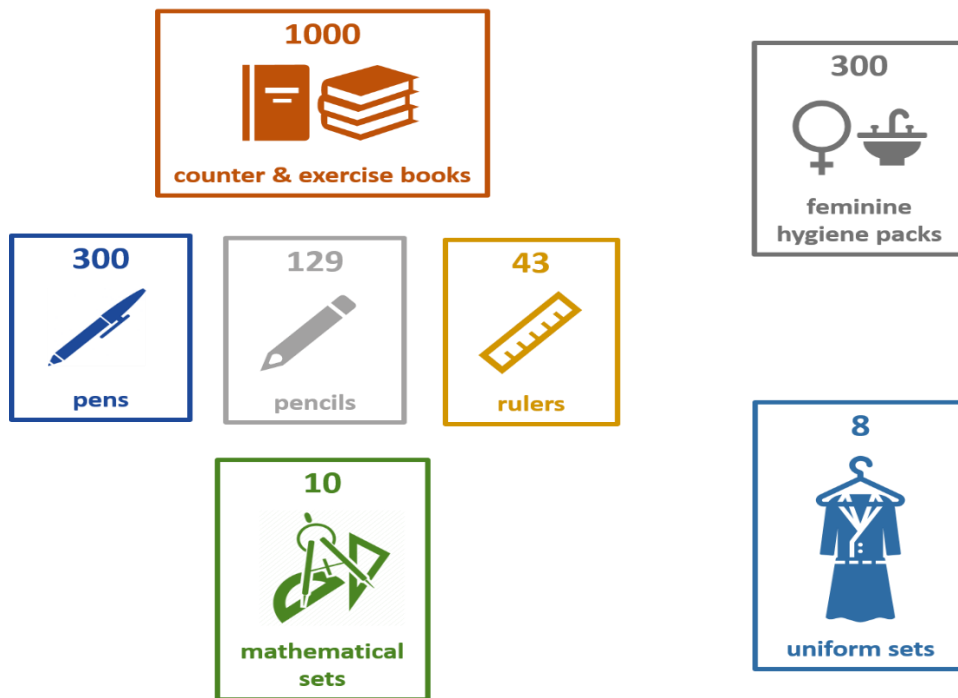 1000
counter & exercise books
300
feminine
hygiene packs
300
pens
129
pencils
43
rulers
10
mathematical
sets
8
uniform sets